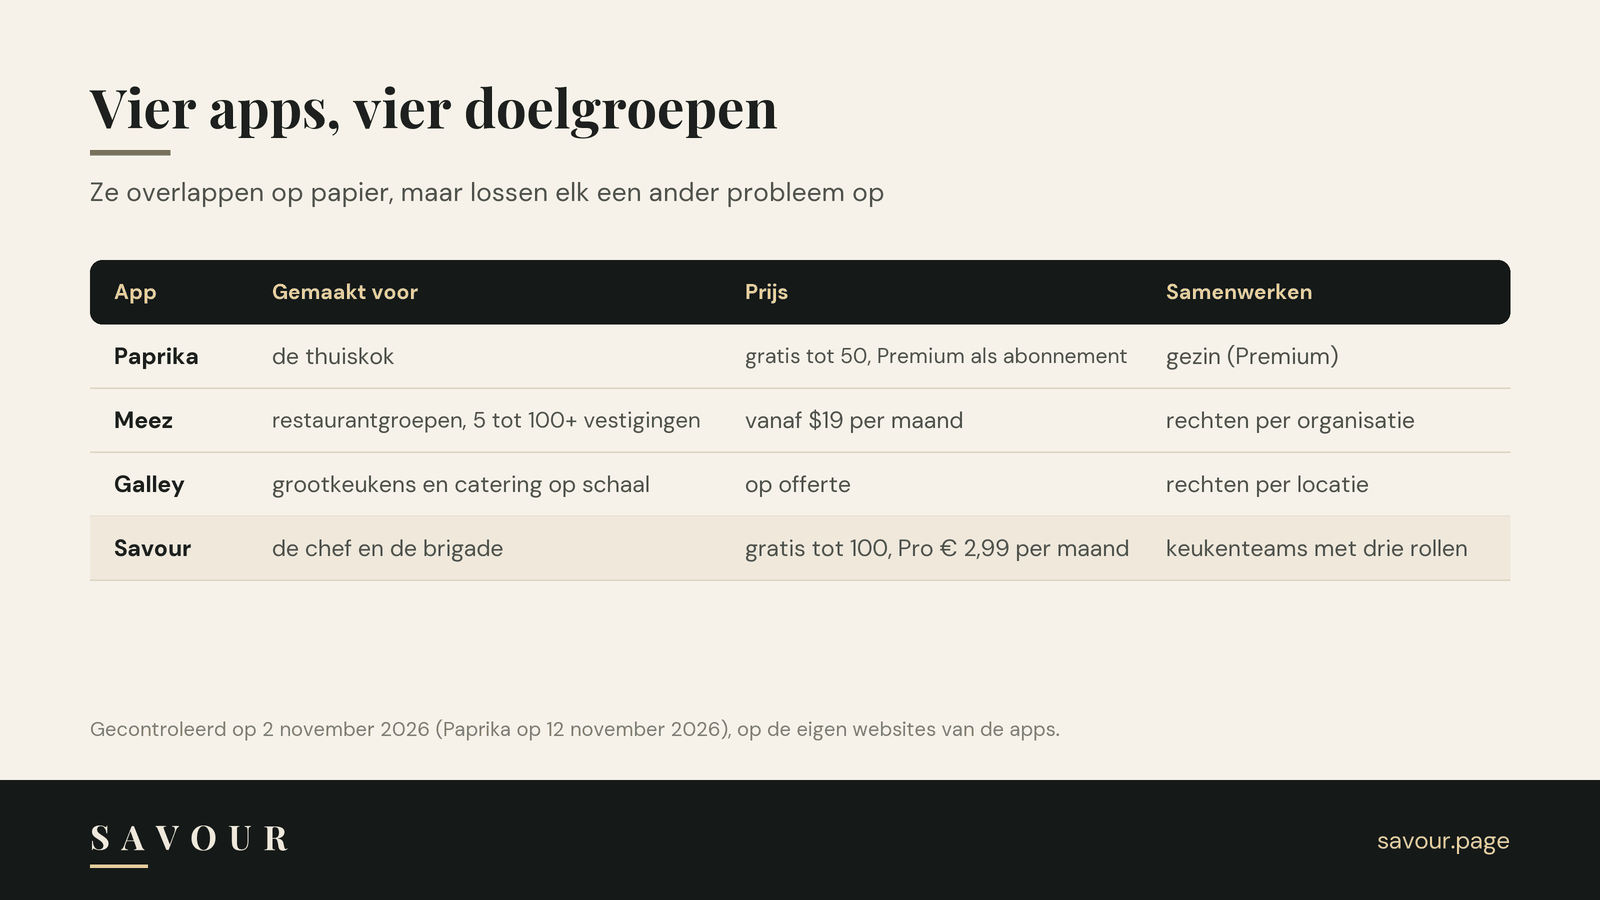 Vier apps, vier doelgroepen
Ze overlappen op papier, maar lossen elk een ander probleem op
App Gemaakt voor Prijs Samenwerken
Paprika de thuiskok gratis tot 50, Premium als abonnement gezin (Premium)
Meez restaurantgroepen, 5 tot 100+ vestigingen vanaf $19 per maand rechten per organisatie
Galley grootkeukens en catering op schaal op offerte rechten per locatie
Savour de chef en de brigade gratis tot 100, Pro € 2,99 per maand keukenteams met drie rollen
Gecontroleerd op 2 november 2026 (Paprika op 12 november 2026), op de eigen websites van de apps.
SAVOUR savour.page